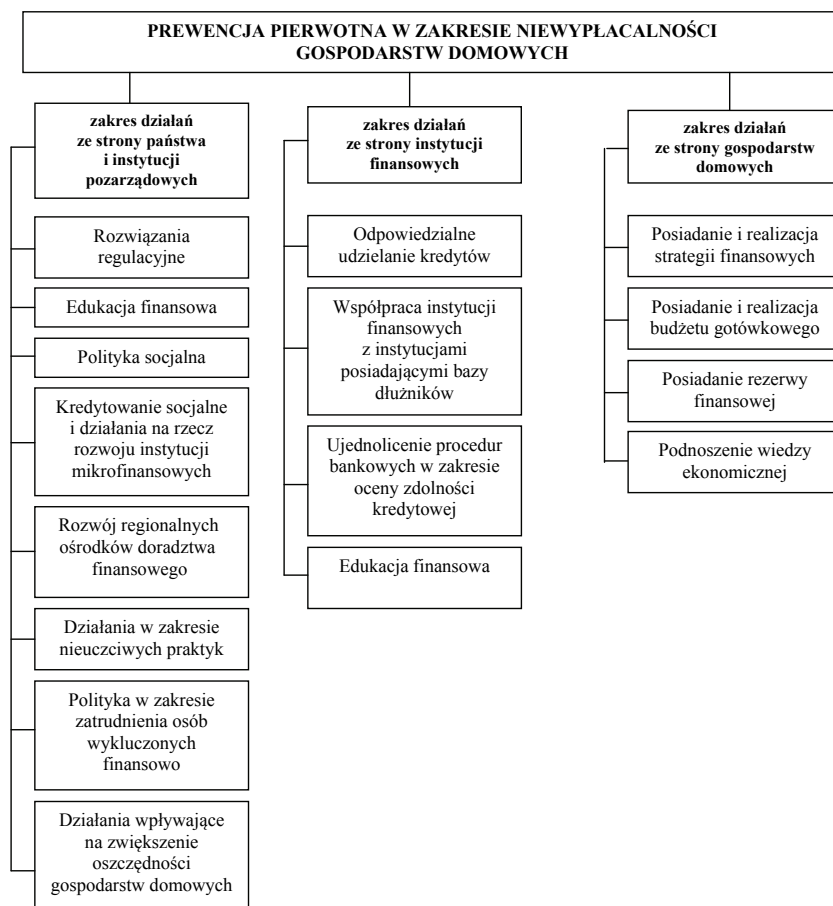 PREWENCJA PIERWOTNA W ZAKRESIE NIEWYPŁACALNOŚCI
GOSPODARSTW DOMOWYCH
zakres działań
ze strony państwa
i instytucji
pozarządowych
Rozwiązania
regulacyjne
Edukacja finansowa
Polityka socjalna
Kredytowanie socjalne
i działania na rzecz
rozwoju instytucji
mikrofinansowych
Rozwój regionalnych
ośrodków doradztwa
finansowego
Działania w zakresie
nieuczciwych praktyk
Polityka w zakresie
zatrudnienia osób
wykluczonych
finansowo
Działania wpływające
na zwiększenie
oszczędności
gospodarstw domowych
zakres działań
ze strony instytucji
finansowych
Odpowiedzialne
udzielanie kredytów
Współpraca instytucji
finansowych
z instytucjami
posiadającymi bazy
dłużników
Ujednolicenie procedur
bankowych w zakresie
oceny zdolności
kredytowej
Edukacja finansowa
zakres działań
ze strony gospodarstw
domowych
Posiadanie i realizacja
strategii finansowych
Posiadanie i realizacja
budżetu gotówkowego
Posiadanie rezerwy
finansowej
Podnoszenie wiedzy
ekonomicznej